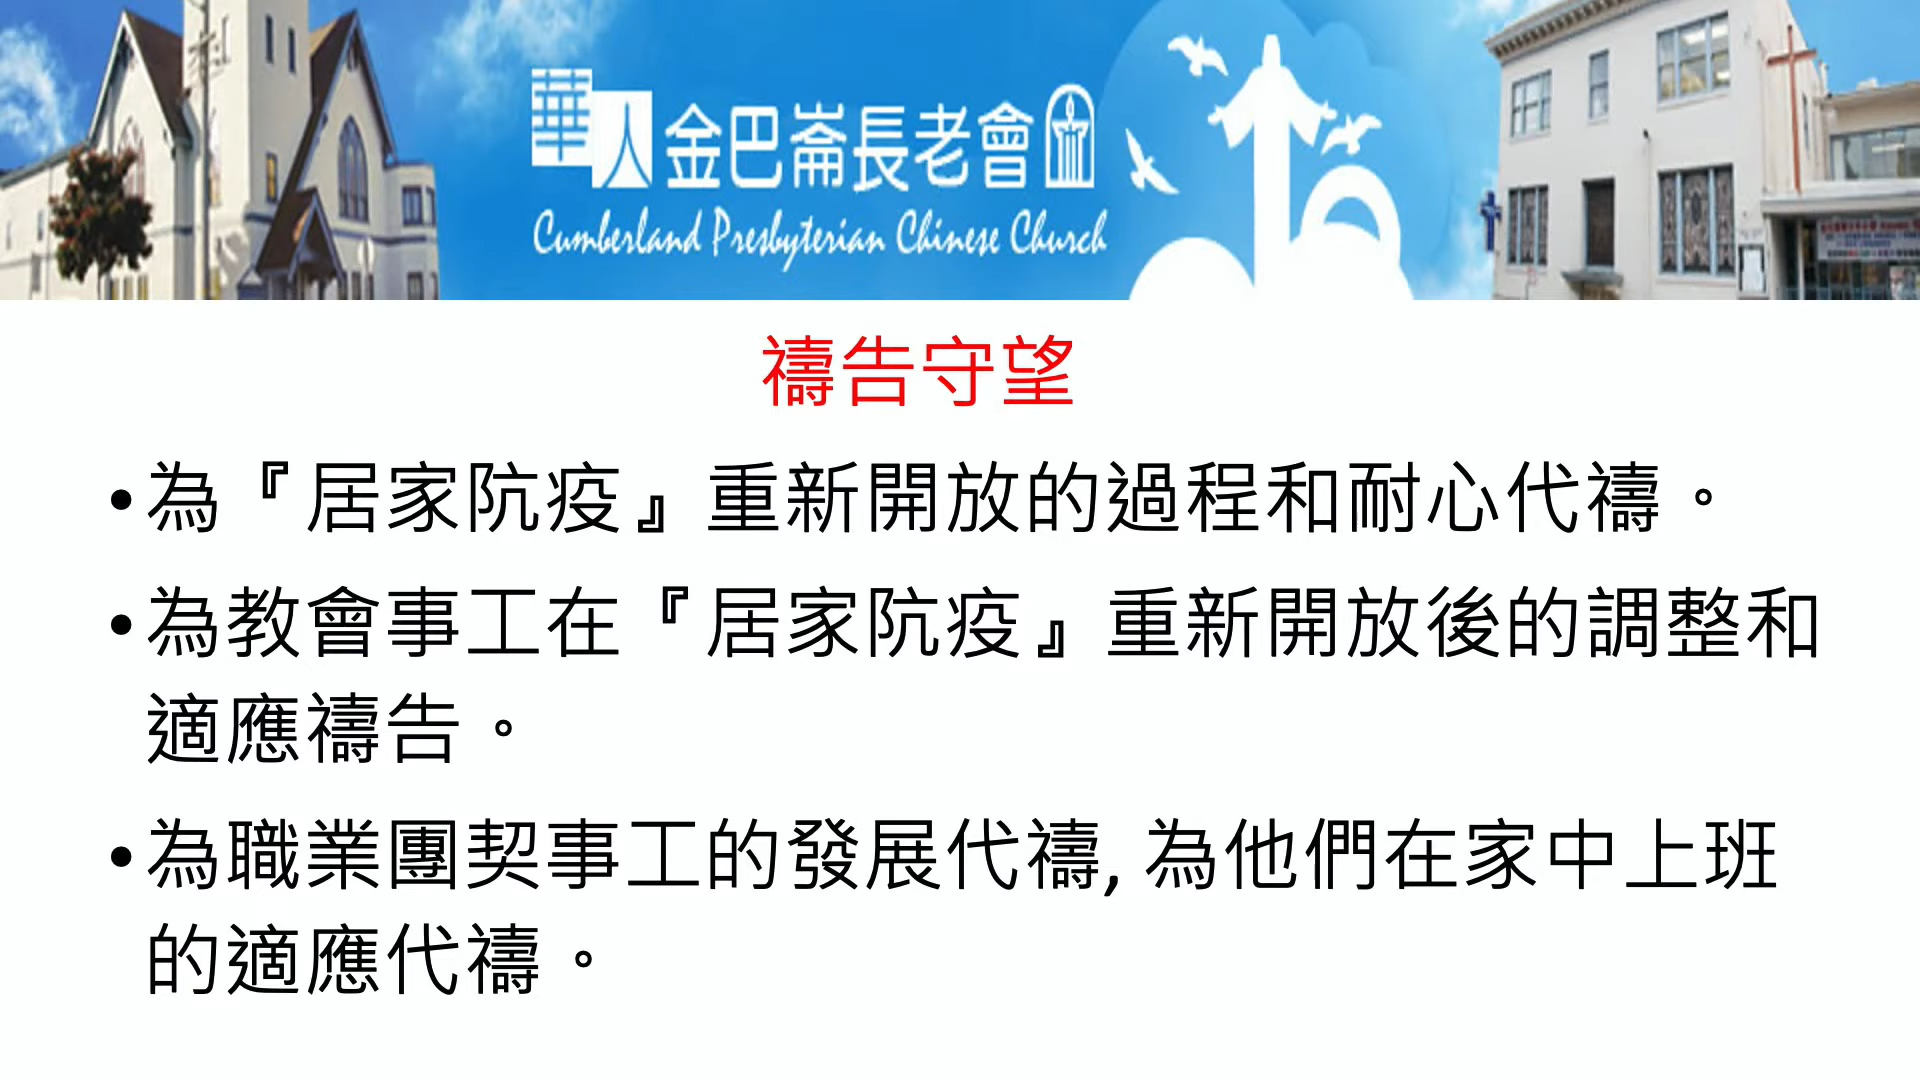 華人金巴崙長老會
Cumberland Presbyterian Chinese Church
禱告守望
•為『居家阬疫』重新開放的過程和耐心代禱。
•為教會事工在『居家阬疫』重新開放後的調整和
適應禱告。
•為職業團契事工的發展代禱, 為他們在家中上班
的適應代禱。